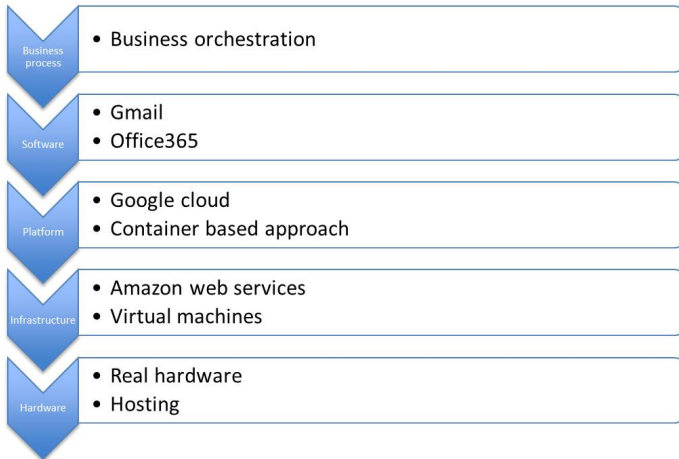 Business
process
• Business orchestration
Software
• Gmail
• Office365
Platform
• Google cloud
• Container based approach
Infrastructure
• Amazon web services
• Virtual machines
Hardware
• Real hardware
• Hosting